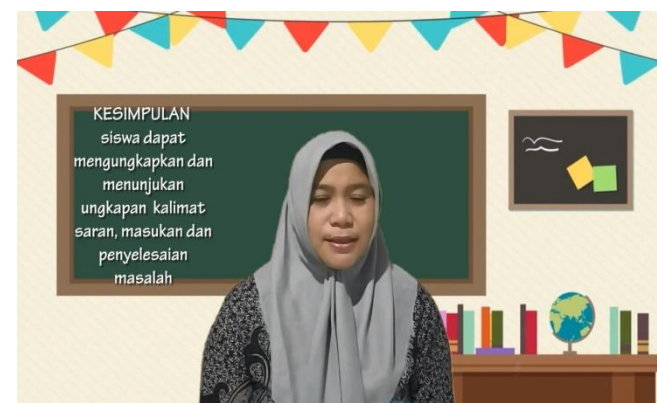 KESIMPULAN
siswa dapat
mengungkapkan dan
menunjukan
ungkapan kalimat
saran, masukan dan
penyelesaian
masalah